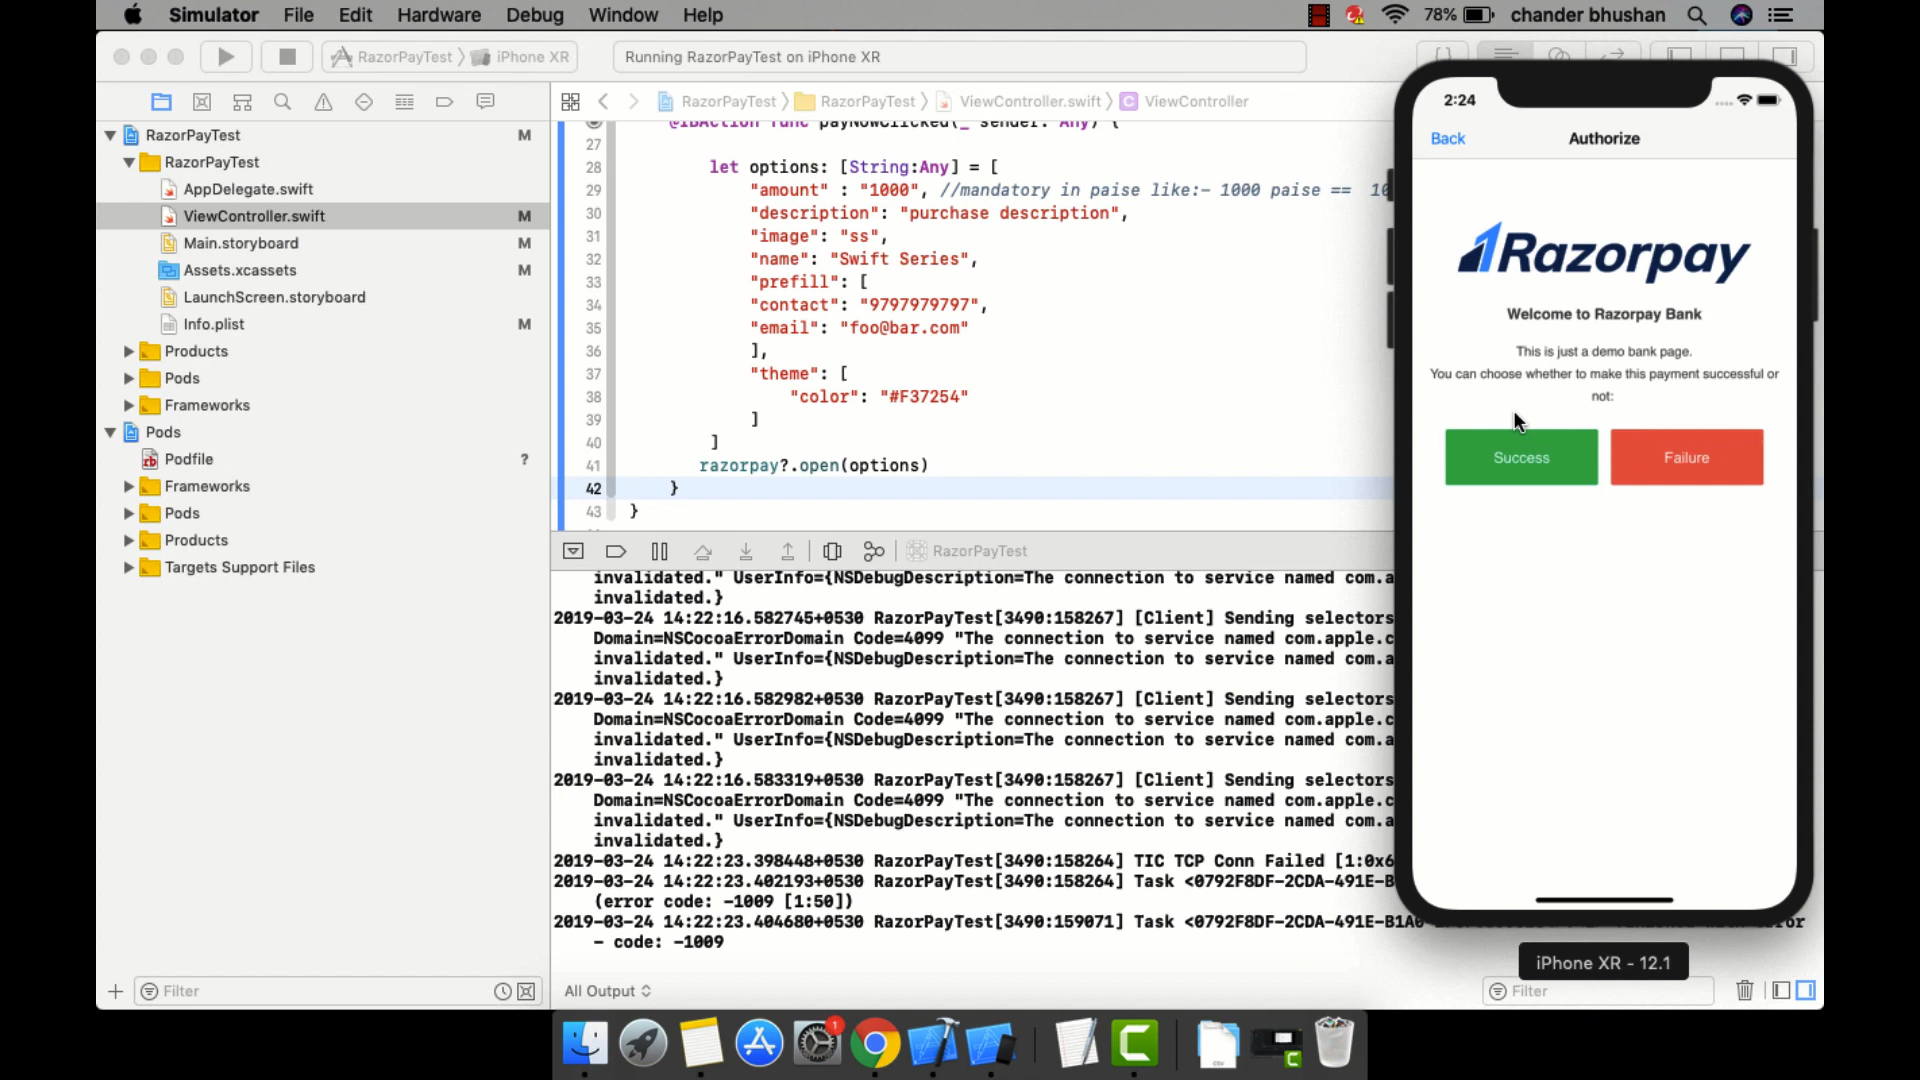 Simulator File Edit Hardware Debug Window Help 78% chander bhushan
RazorPayTest iPhone XR Running RazorPayTest on iPhone XR
RazorPayTest RazorPayTest ViewController.swift C ViewController
RazorPayTest M
RazorPayTest
AppDelegate.swift
ViewController.swift M
Main.storyboard M
Assets.xcassets M
LaunchScreen.storyboard
Info.plist M
Products
Pods
Frameworks
Pods
Podfile ?
Frameworks
Pods
Products
Targets Support Files
Filter
@IBAction func payNowClicked(_ sender: Any) {
27
28 let options: [String:Any] = [
29 "amount" : "1000", //mandatory in paise like:- 1000 paise == 10
30 "description": "purchase description",
31 "image": "ss",
32 "name": "Swift Series",
33 "prefill": [
34 "contact": "9797979797",
35 "email": "foo@bar.com"
36 ],
37 "theme": [
38 "color": "#F37254"
39 ]
40 ]
41 razorpay?.open(options)
42 }
43 }
RazorPayTest
invalidated." UserInfo={NSDebugDescription=The connection to service named com.a
invalidated.}
2019-03-24 14:22:16.582745+0530 RazorPayTest[3490:158267] [Client] Sending selectors
Domain=NSCocoaErrorDomain Code=4099 "The connection to service named com.apple.c
invalidated." UserInfo={NSDebugDescription=The connection to service named com.a
invalidated.}
2019-03-24 14:22:16.582982+0530 RazorPayTest[3490:158267] [Client] Sending selectors
Domain=NSCocoaErrorDomain Code=4099 "The connection to service named com.apple.c
invalidated." UserInfo={NSDebugDescription=The connection to service named com.a
invalidated.}
2019-03-24 14:22:16.583319+0530 RazorPayTest[3490:158267] [Client] Sending selectors
Domain=NSCocoaErrorDomain Code=4099 "The connection to service named com.apple.c
invalidated." UserInfo={NSDebugDescription=The connection to service named com.a
invalidated.}
2019-03-24 14:22:23.398448+0530 RazorPayTest[3490:158264] TIC TCP Conn Failed [1:0x6
2019-03-24 14:22:23.402193+0530 RazorPayTest[3490:158264] Task <0792F8DF-2CDA-491E-B
(error code: -1009 [1:50])
2019-03-24 14:22:23.404680+0530 RazorPayTest[3490:159071] Task <0792F8DF-2CDA-491E-B1A0
- code: -1009
All Output
Filter
2:24
Back Authorize
Razorpay
Welcome to Razorpay Bank
This is just a demo bank page.
You can choose whether to make this payment successful or
not:
Success Failure
iPhone XR - 12.1
1
CSV